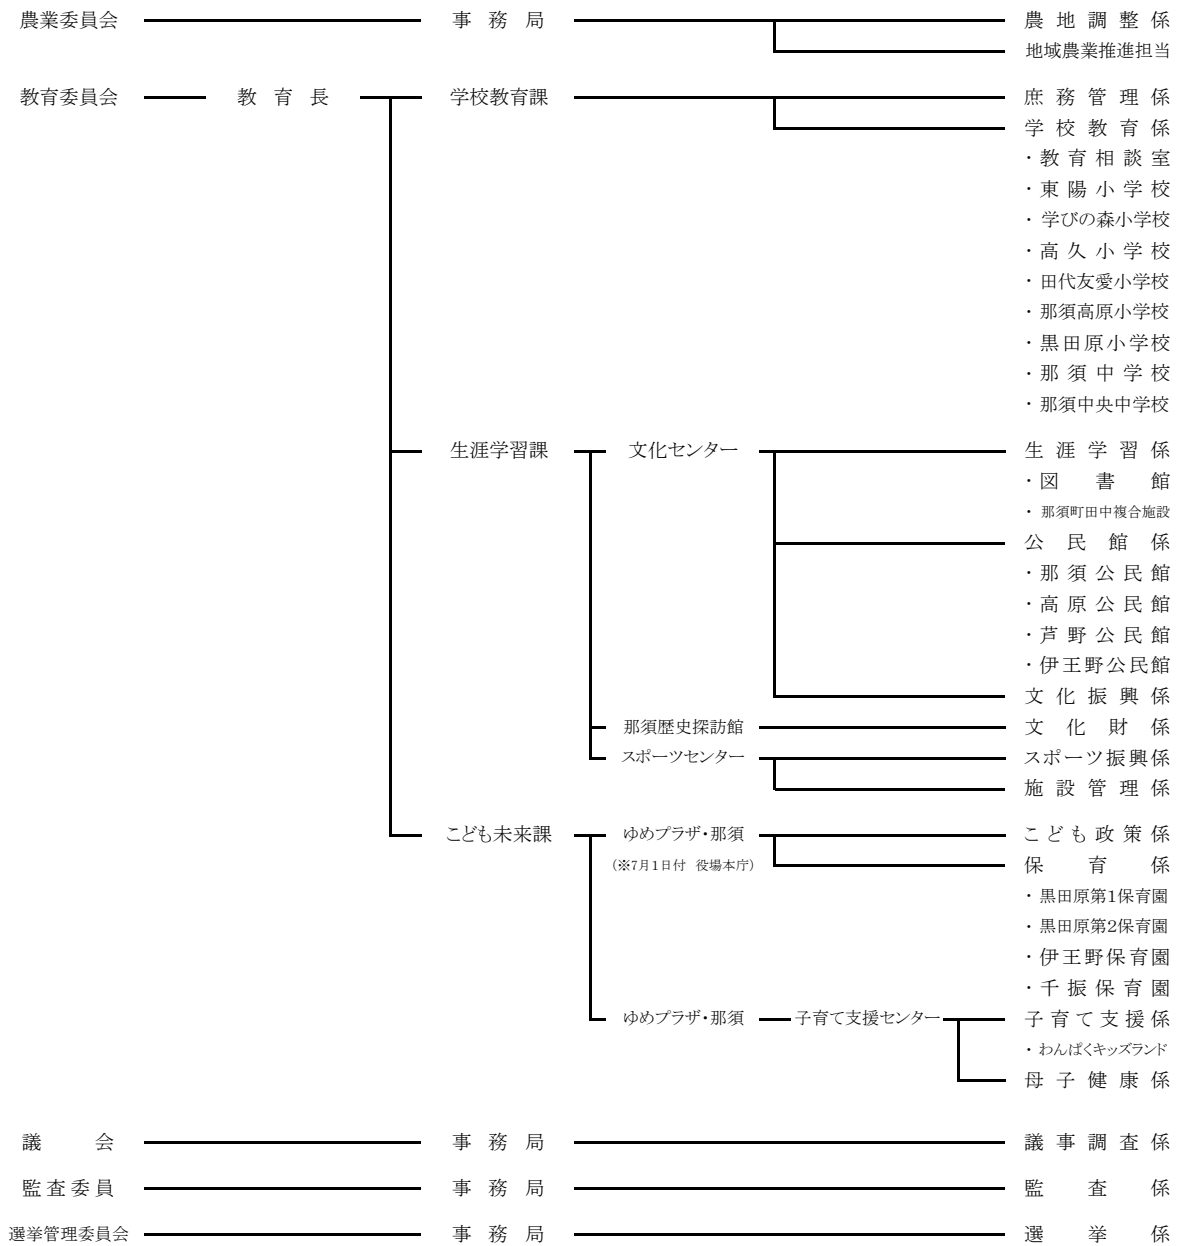 農業委員会 事務局 農地調整係
地域農業推進担当
教育委員会 教育長 学校教育課 庶務管理係
学校教育係
・教育相談室
・東陽小学校
・学びの森小学校
・高久小学校
・田代友愛小学校
・那須高原小学校
・黒田原小学校
・那須中学校
・那須中央中学校
生涯学習課 文化センター 生涯学習係
・図書館
・那須町田中複合施設
公民館係
・那須公民館
・高原公民館
・芦野公民館
・伊王野公民館
文化振興係
那須歴史探訪館 文化財係
スポーツセンター スポーツ振興係
施設管理係
こども未来課 ゆめプラザ・那須 こども政策係
(※7月1日付 役場本庁) 保育係
・黒田原第1保育園
・黒田原第2保育園
・伊王野保育園
・千振保育園
ゆめプラザ・那須 子育て支援センター 子育て支援係
・わんぱくキッズランド
母子健康係
議会 事務局 議事調査係
監査委員 事務局 監査係
選挙管理委員会 事務局 選挙係